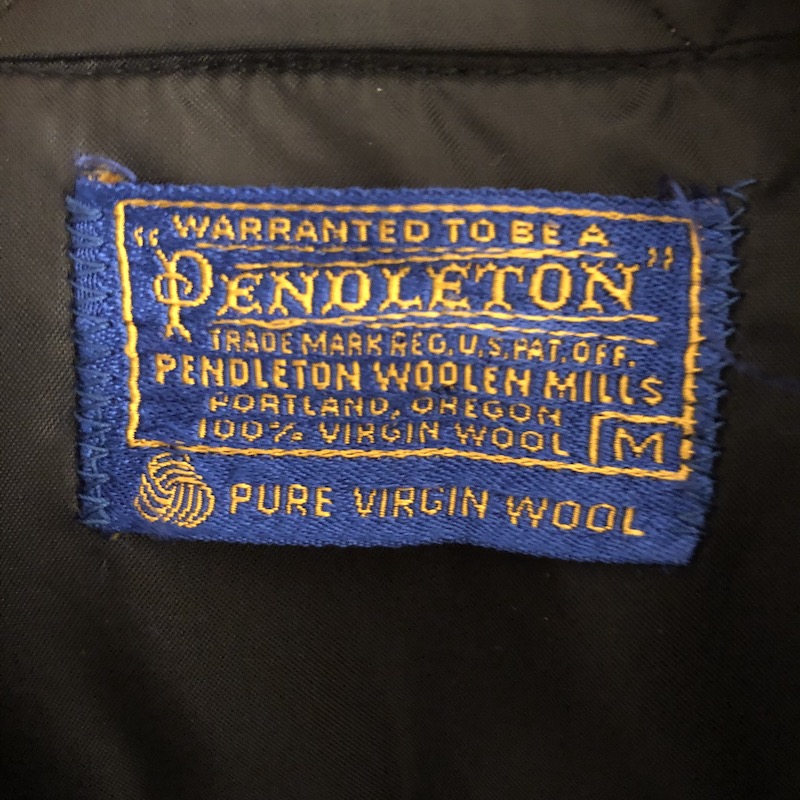 WARRANTED TO BE A
"PENDLETON"
TRADE MARK REG. U.S. PAT. OFF.
PENDLETON WOOLEN MILLS
PORTLAND, OREGON
100% VIRGIN WOOL M
PURE VIRGIN WOOL